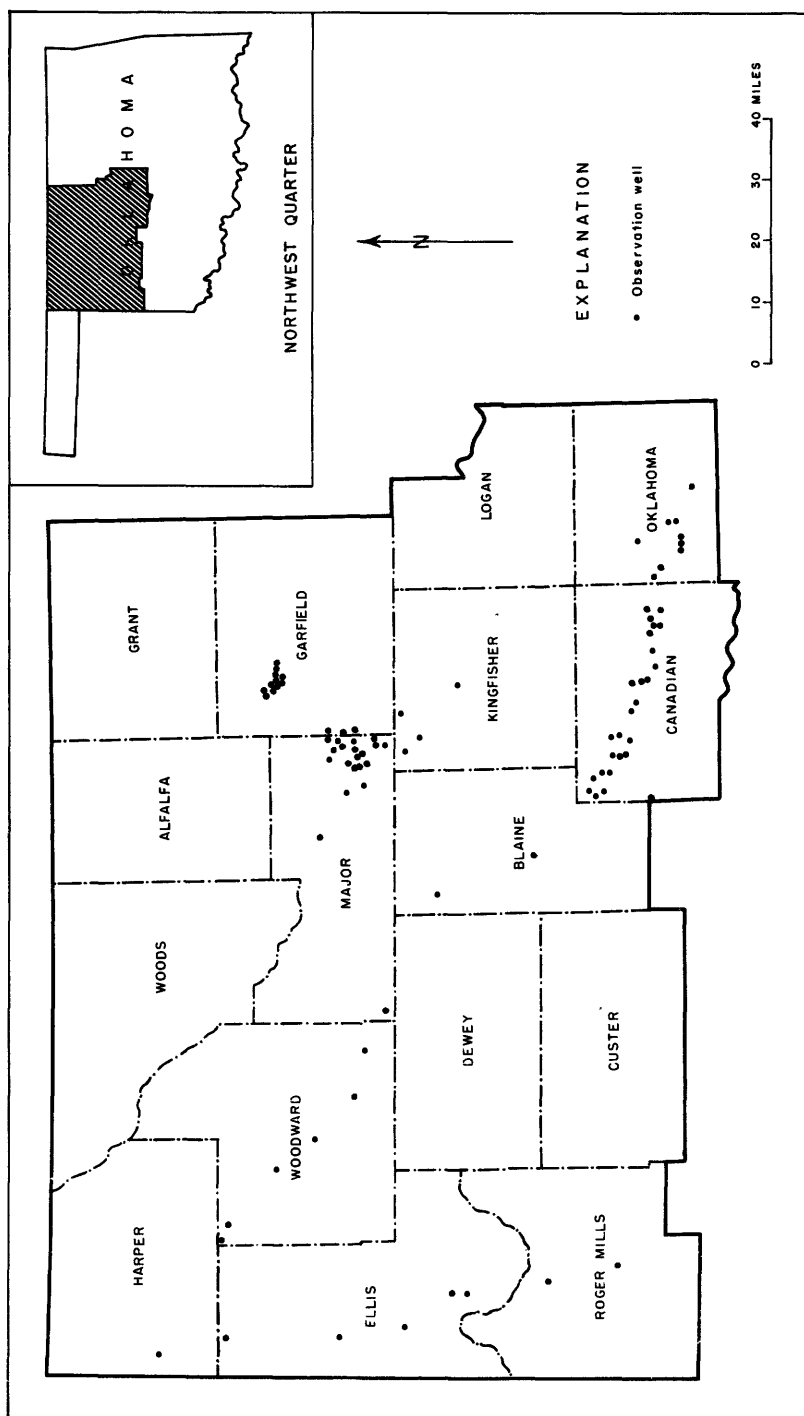 OKLAHOMA
NORTHWEST QUARTER
N
EXPLANATION
• Observation well
0 10 20 30 40 MILES
HARPER
WOODS
ALFALFA
GRANT
ELLIS
WOODWARD
MAJOR
GARFIELD
ROGER MILLS
DEWEY
CUSTER
BLAINE
KINGFISHER
LOGAN
CANADIAN
OKLAHOMA